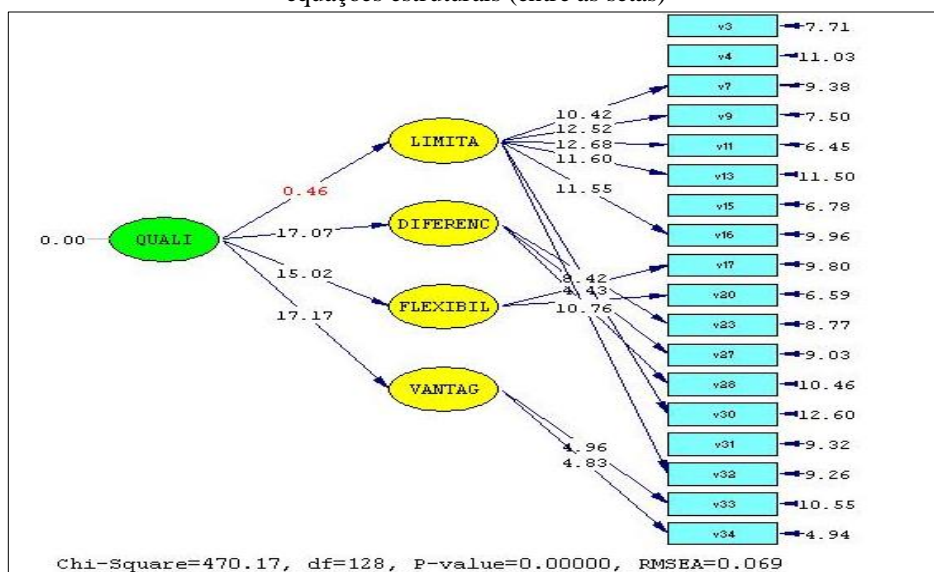 equações estruturais (entre as setas)
v3 7.71
v4 11.03
v7 9.38
10.42
v9 7.50
12.52
LIMITA 12.68 v11 6.45
11.60
v13 11.50
0.46 11.55
v15 6.78
DIFERENC v16 9.96
0.00 QUALI 17.07
v17 9.80
15.02 8.42
4.43 v20 6.59
FLEXIBIL 10.76
17.17 v23 8.77
v27 9.03
VANTAG v28 10.46
v30 12.60
4.96 v31 9.32
4.83 v32 9.26
v33 10.55
v34 4.94
Chi-Square=470.17, df=128, P-value=0.00000, RMSEA=0.069